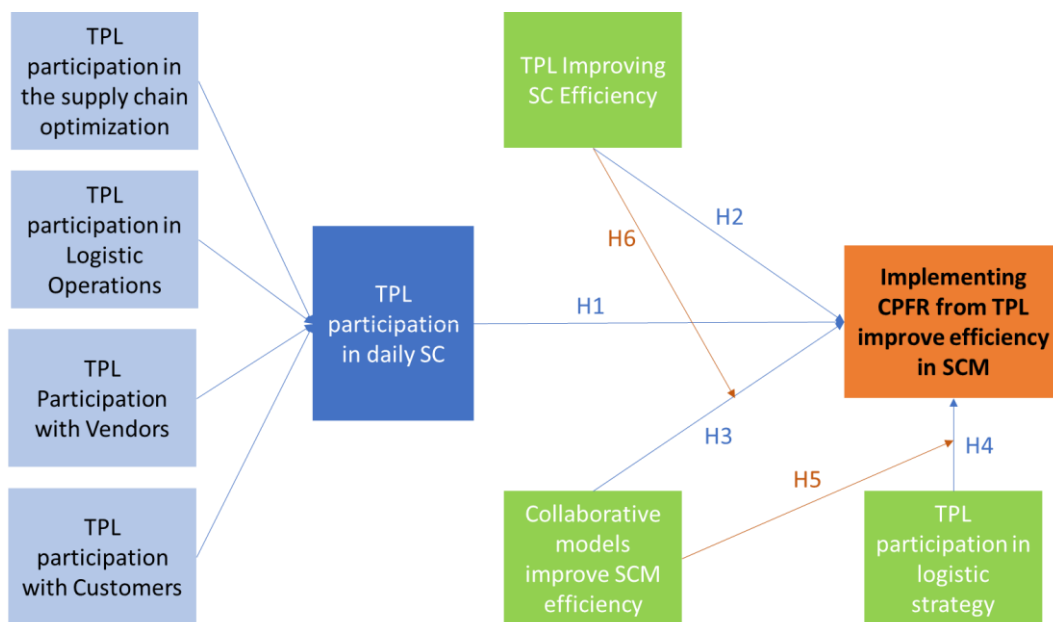 TPL
participation in
the supply chain
optimization
TPL
participation in
Logistic
Operations
TPL
Participation
with Vendors
TPL
participation
with Customers
TPL
participation
in daily SC
TPL Improving
SC Efficiency
H6
H2
H1
H3
H5
H4
Implementing
CPFR from TPL
improve efficiency
in SCM
Collaborative
models
improve SCM
efficiency
TPL
participation in
logistic
strategy